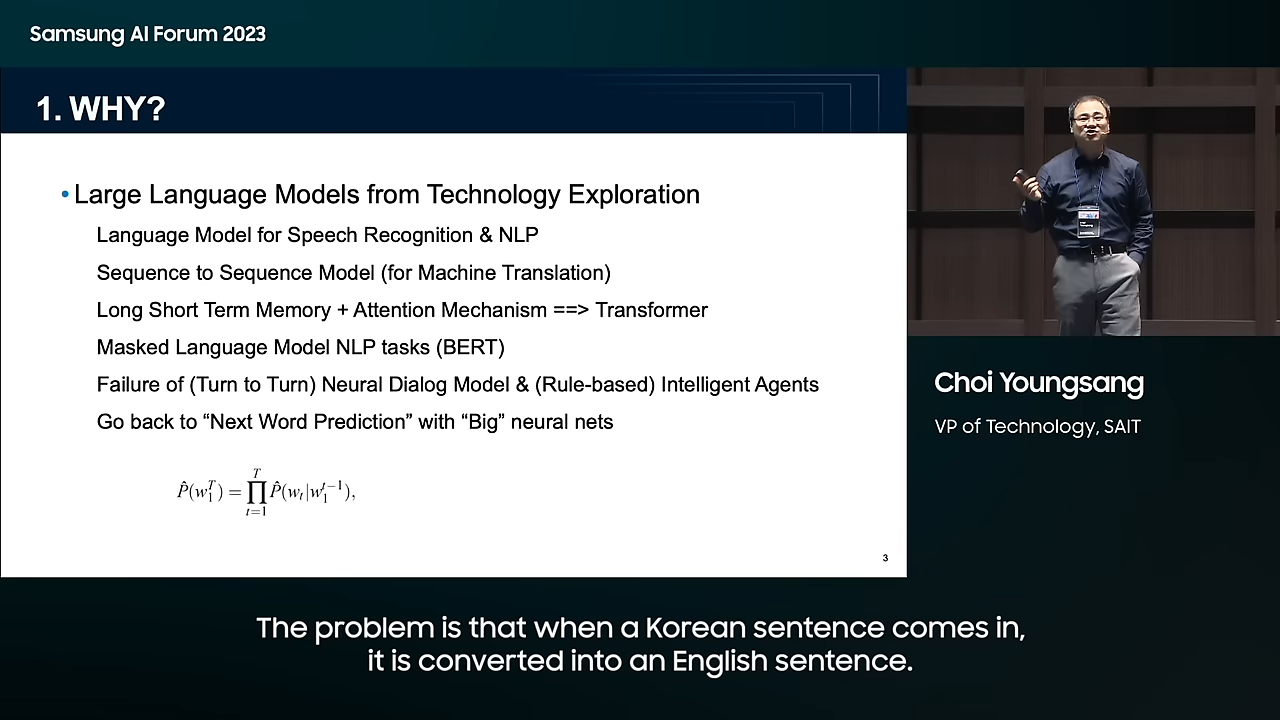 Samsung AI Forum 2023
1. WHY?
• Large Language Models from Technology Exploration
Language Model for Speech Recognition & NLP
Sequence to Sequence Model (for Machine Translation)
Long Short Term Memory + Attention Mechanism ==> Transformer
Masked Language Model NLP tasks (BERT)
Failure of (Turn to Turn) Neural Dialog Model & (Rule-based) Intelligent Agents
Go back to “Next Word Prediction” with “Big” neural nets
P̂(w₁ᵀ) = ∏ₜ₌₁ᵀ P̂(wₜ|w₁ᵗ⁻¹),
3
Choi Youngsang
VP of Technology, SAIT
The problem is that when a Korean sentence comes in,
it is converted into an English sentence.